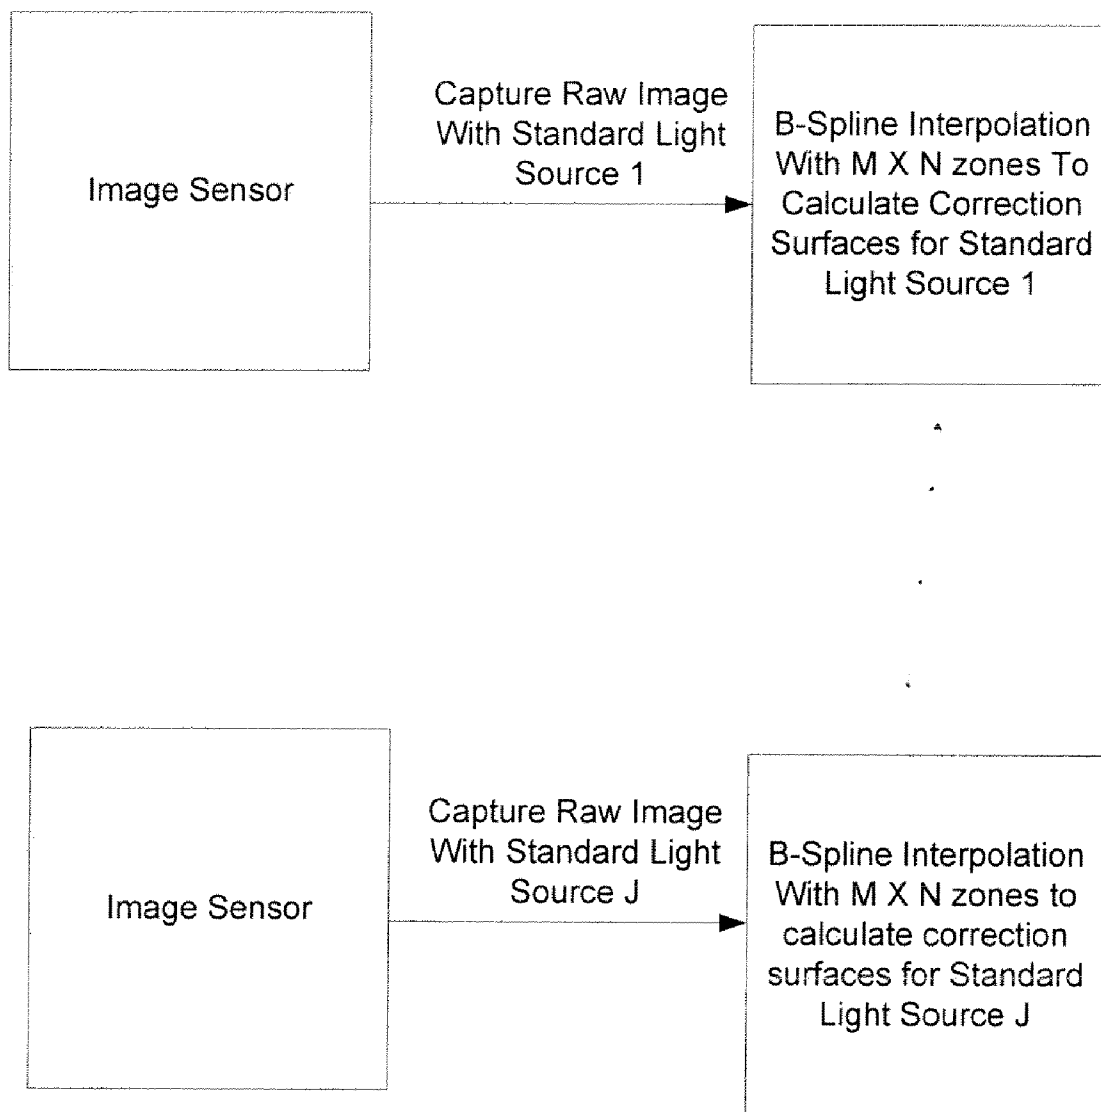 Image Sensor
Capture Raw Image
With Standard Light
Source 1
B-Spline Interpolation
With M X N zones To
Calculate Correction
Surfaces for Standard
Light Source 1
Image Sensor
Capture Raw Image
With Standard Light
Source J
B-Spline Interpolation
With M X N zones to
calculate correction
surfaces for Standard
Light Source J